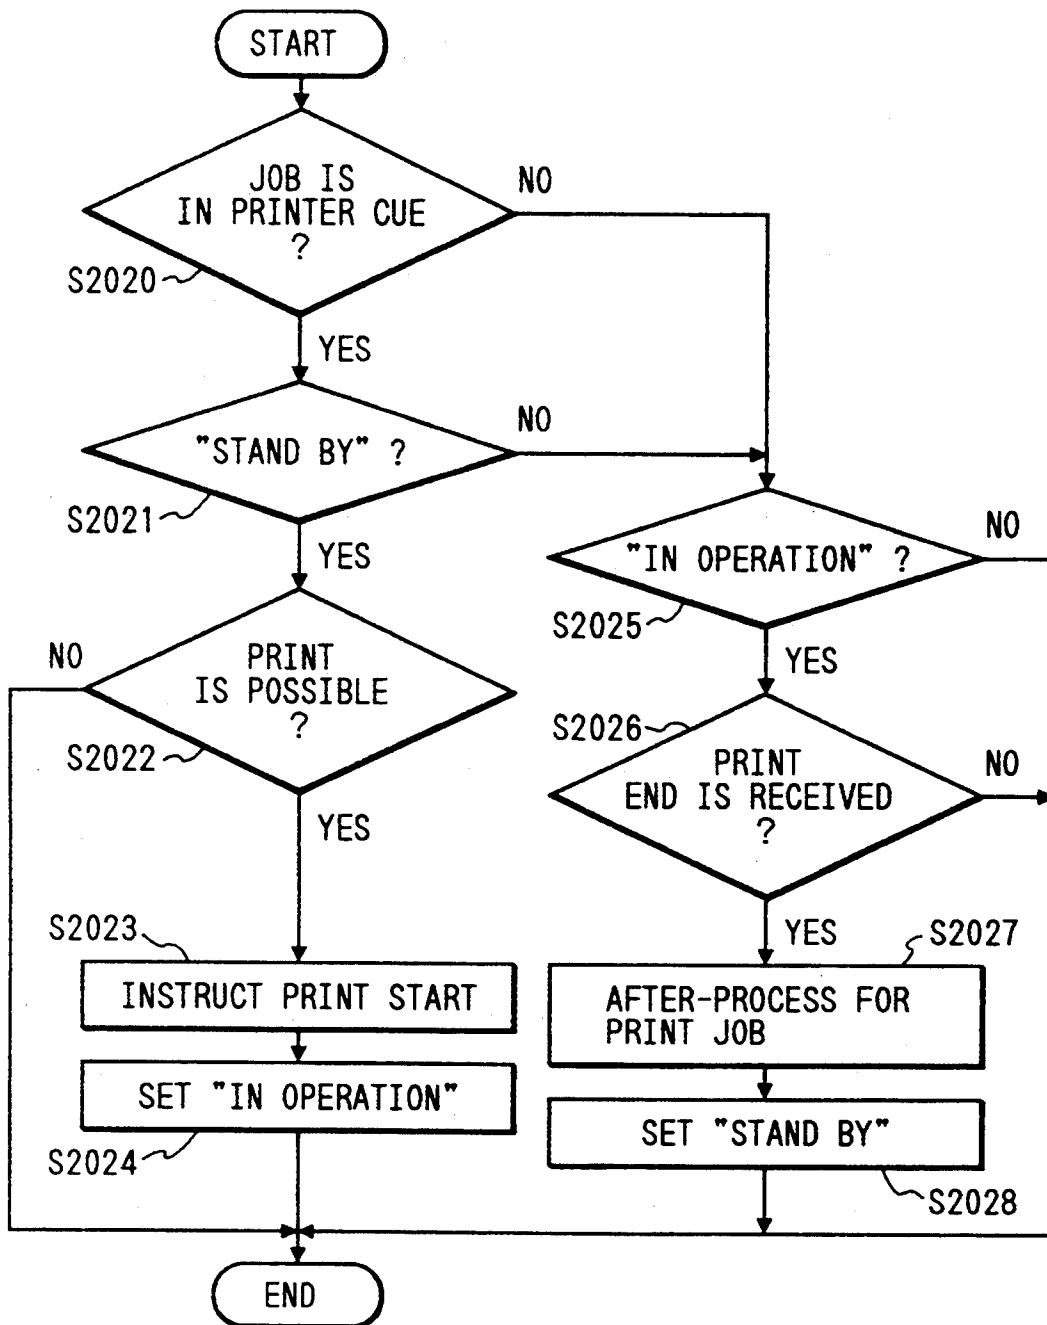 START
JOB IS
IN PRINTER CUE
?
NO
S2020
YES
"STAND BY" ?
NO
S2021
YES
"IN OPERATION" ?
NO
S2025
YES
PRINT
IS POSSIBLE
?
NO
S2022
YES
S2026
PRINT
END IS RECEIVED
?
NO
YES
S2023
INSTRUCT PRINT START
S2027
AFTER-PROCESS FOR
PRINT JOB
SET "IN OPERATION"
S2024
SET "STAND BY"
S2028
END